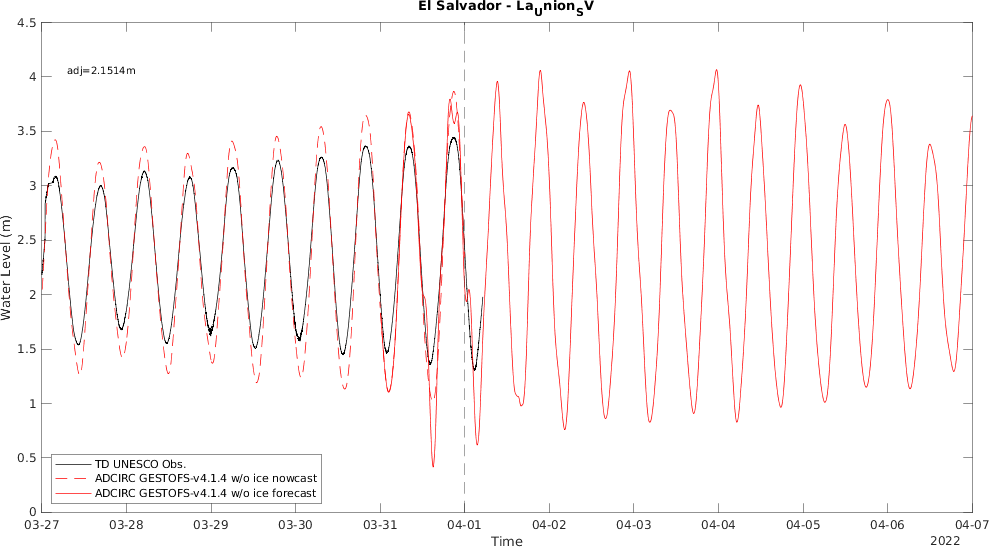 El Salvador - LaUnionSV
4.5
4
3.5
3
2.5
2
1.5
1
0.5
0
Water Level (m)
adj=2.1514m
TD UNESCO Obs.
ADCIRC GESTOFS-v4.1.4 w/o ice nowcast
ADCIRC GESTOFS-v4.1.4 w/o ice forecast
03-27 03-28 03-29 03-30 03-31 04-01 04-02 04-03 04-04 04-05 04-06 04-07
Time
2022